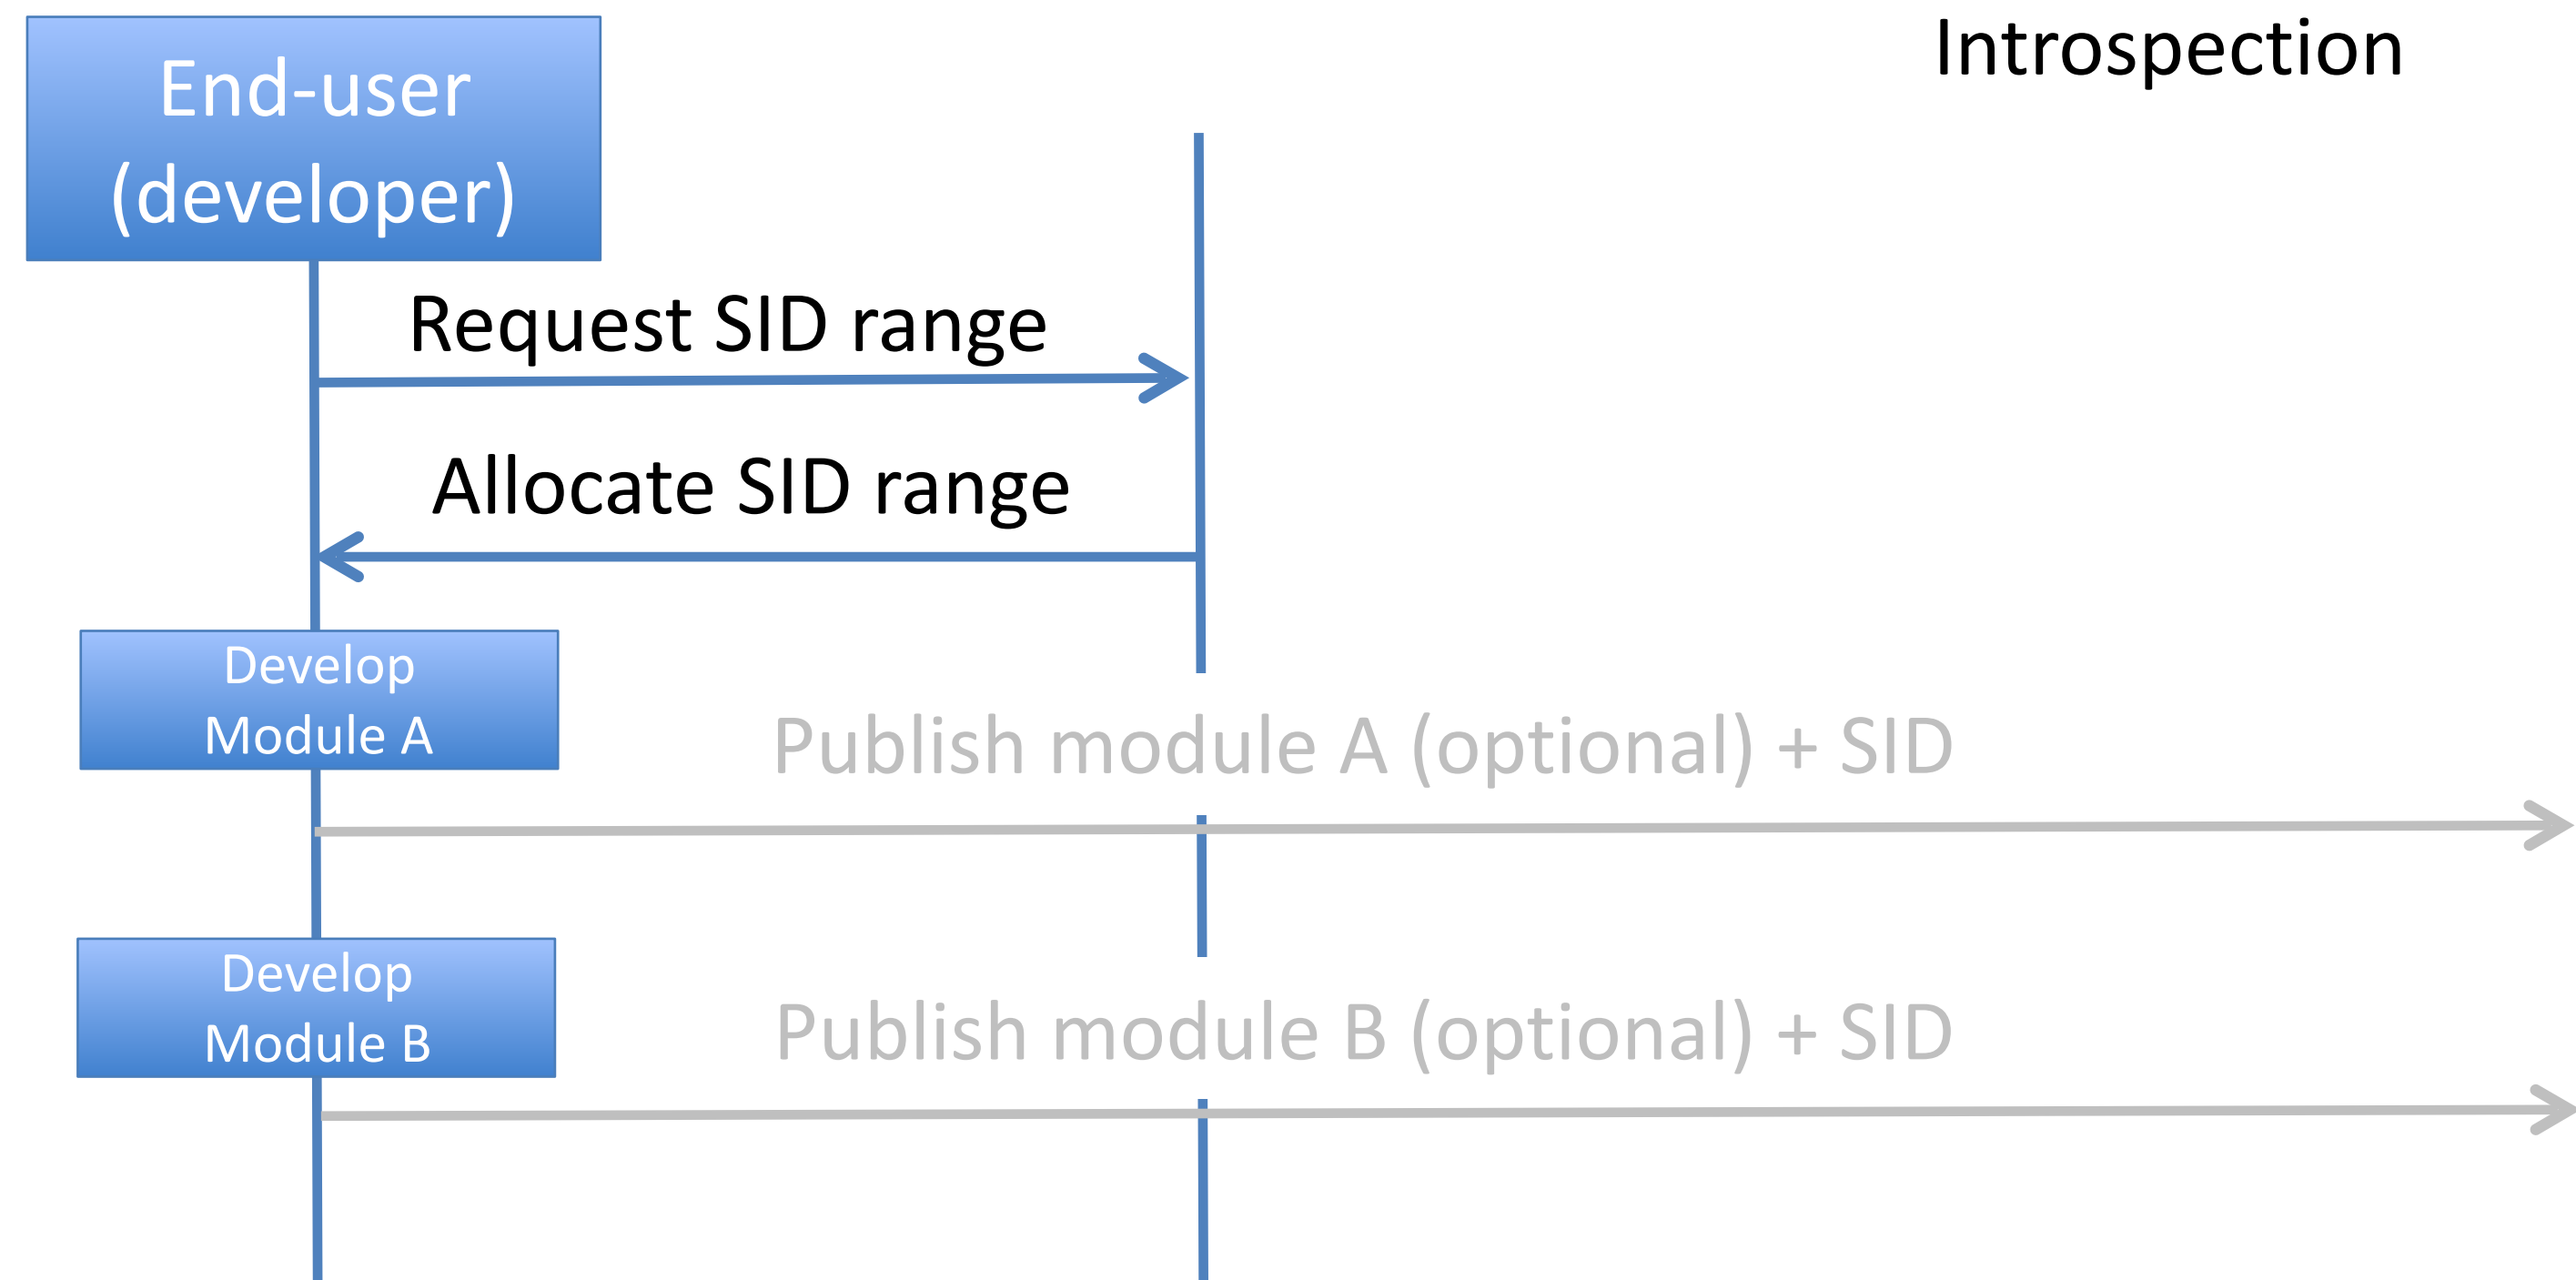 End-user
(developer)
Introspection
Request SID range
Allocate SID range
Develop
Module A
Publish module A (optional) + SID
Develop
Module B
Publish module B (optional) + SID